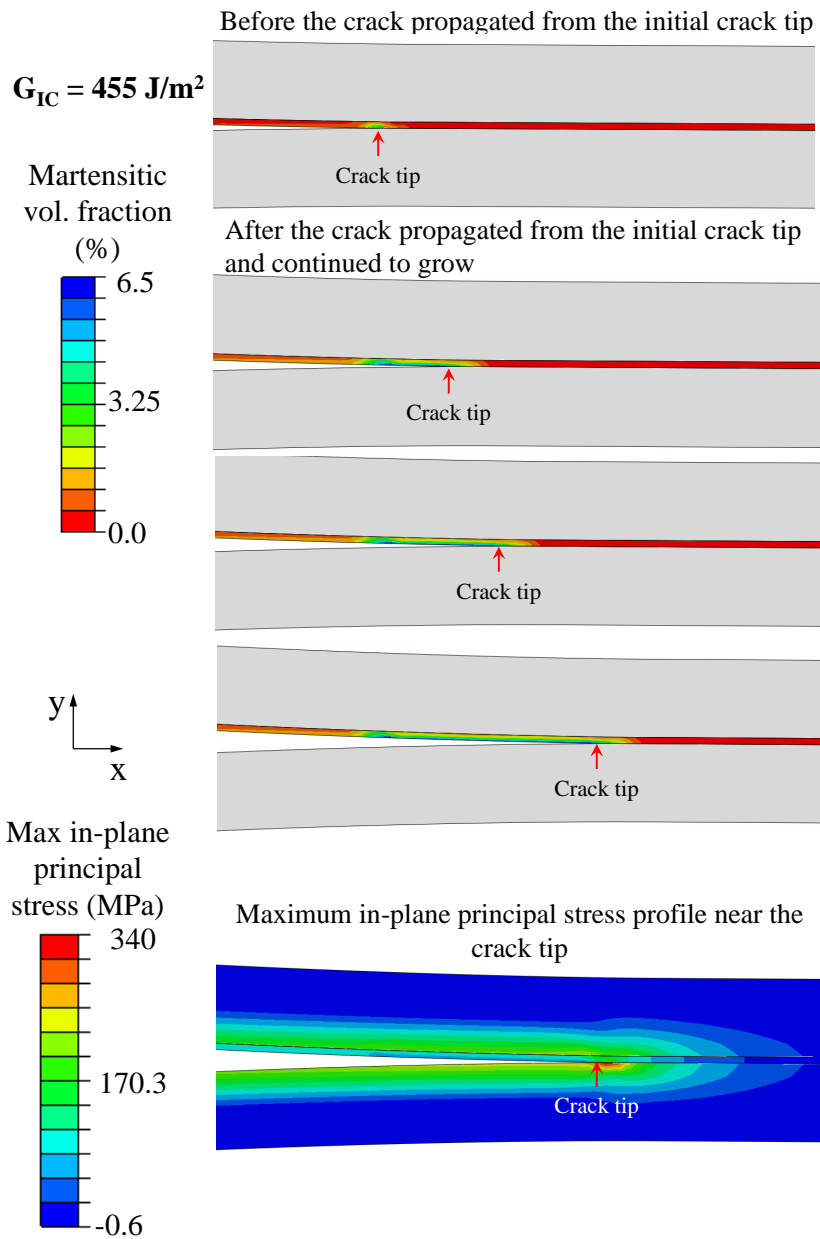 Before the crack propagated from the initial crack tip
G_IC = 455 J/m²
Crack tip
Martensitic
vol. fraction
(%)
6.5
3.25
0.0
After the crack propagated from the initial crack tip
and continued to grow
Crack tip
Crack tip
y
x
Crack tip
Max in-plane
principal
stress (MPa)
340
170.3
-0.6
Maximum in-plane principal stress profile near the
crack tip
Crack tip